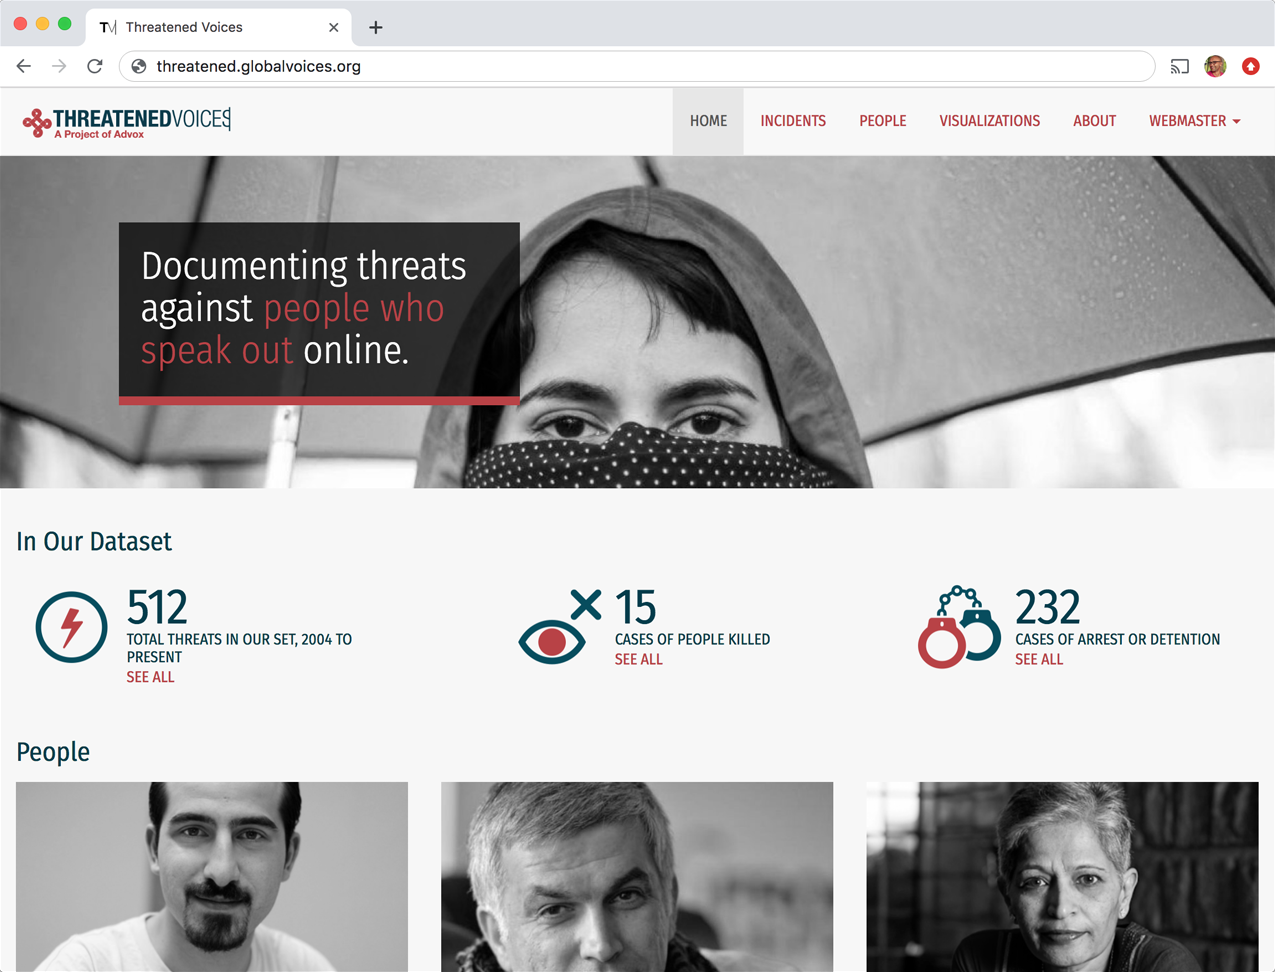 TV Threatened Voices
threatened.globalvoices.org
THREATENEDVOICES
A Project of Advox
HOME INCIDENTS PEOPLE VISUALIZATIONS ABOUT WEBMASTER
Documenting threats
against people who
speak out online.
In Our Dataset
512
TOTAL THREATS IN OUR SET, 2004 TO
PRESENT
SEE ALL
15
CASES OF PEOPLE KILLED
SEE ALL
232
CASES OF ARREST OR DETENTION
SEE ALL
People